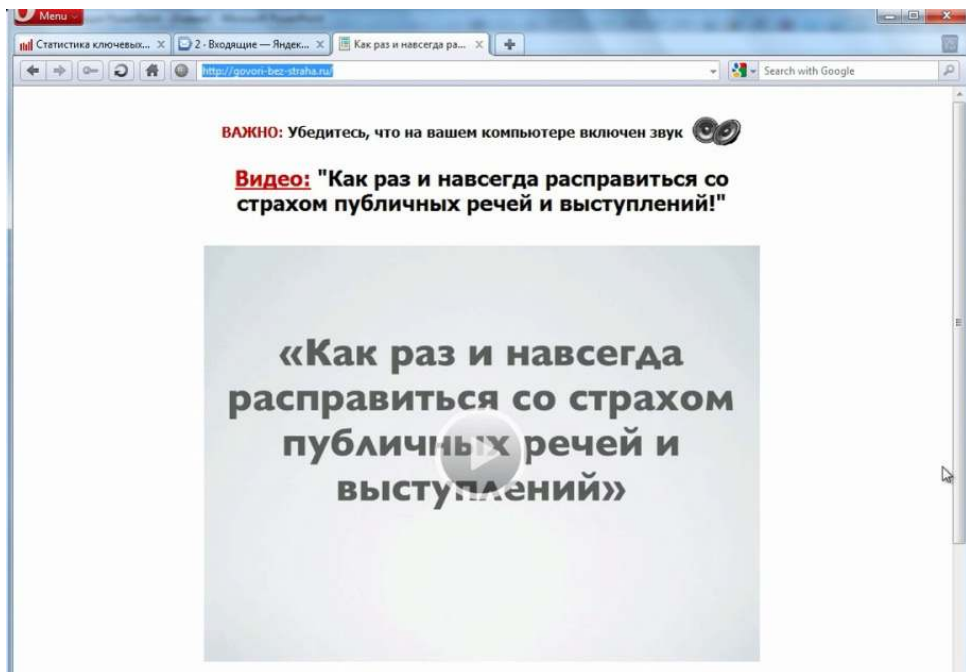 Menu
Статистика ключевых...
2 - Входящие — Яндек...
Как раз и навсегда ра...
http://govori-bez-straha.ru/
Search with Google
ВАЖНО: Убедитесь, что на вашем компьютере включен звук
Видео: "Как раз и навсегда расправиться со
страхом публичных речей и выступлений!"
«Как раз и навсегда
расправиться со страхом
публичных речей и
выступлений»